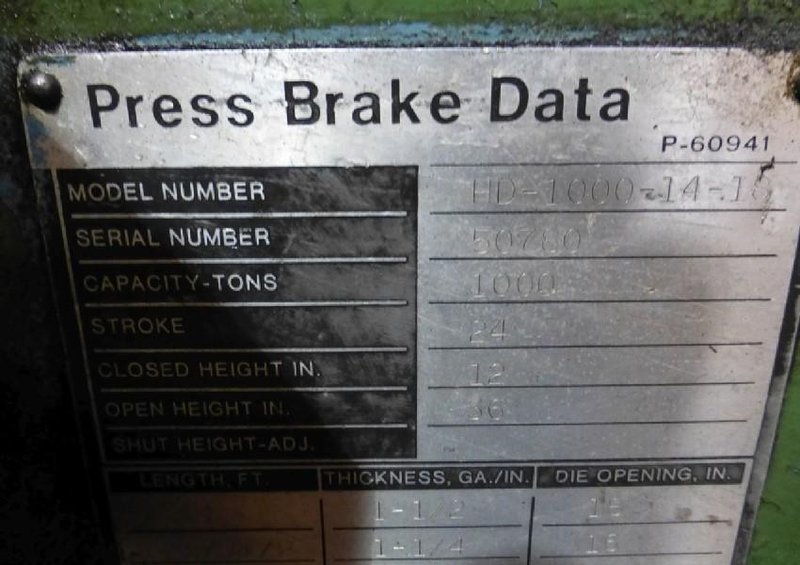 Press Brake Data
P-60941
MODEL NUMBER HD-1000-14-16
SERIAL NUMBER 50780
CAPACITY-TONS 1000
STROKE 24
CLOSED HEIGHT IN. 12
OPEN HEIGHT IN. 36
SHUT HEIGHT-ADJ.
LENGTH, FT. THICKNESS, GA./IN. DIE OPENING, IN.
1-1/2 16
1-1/4 16